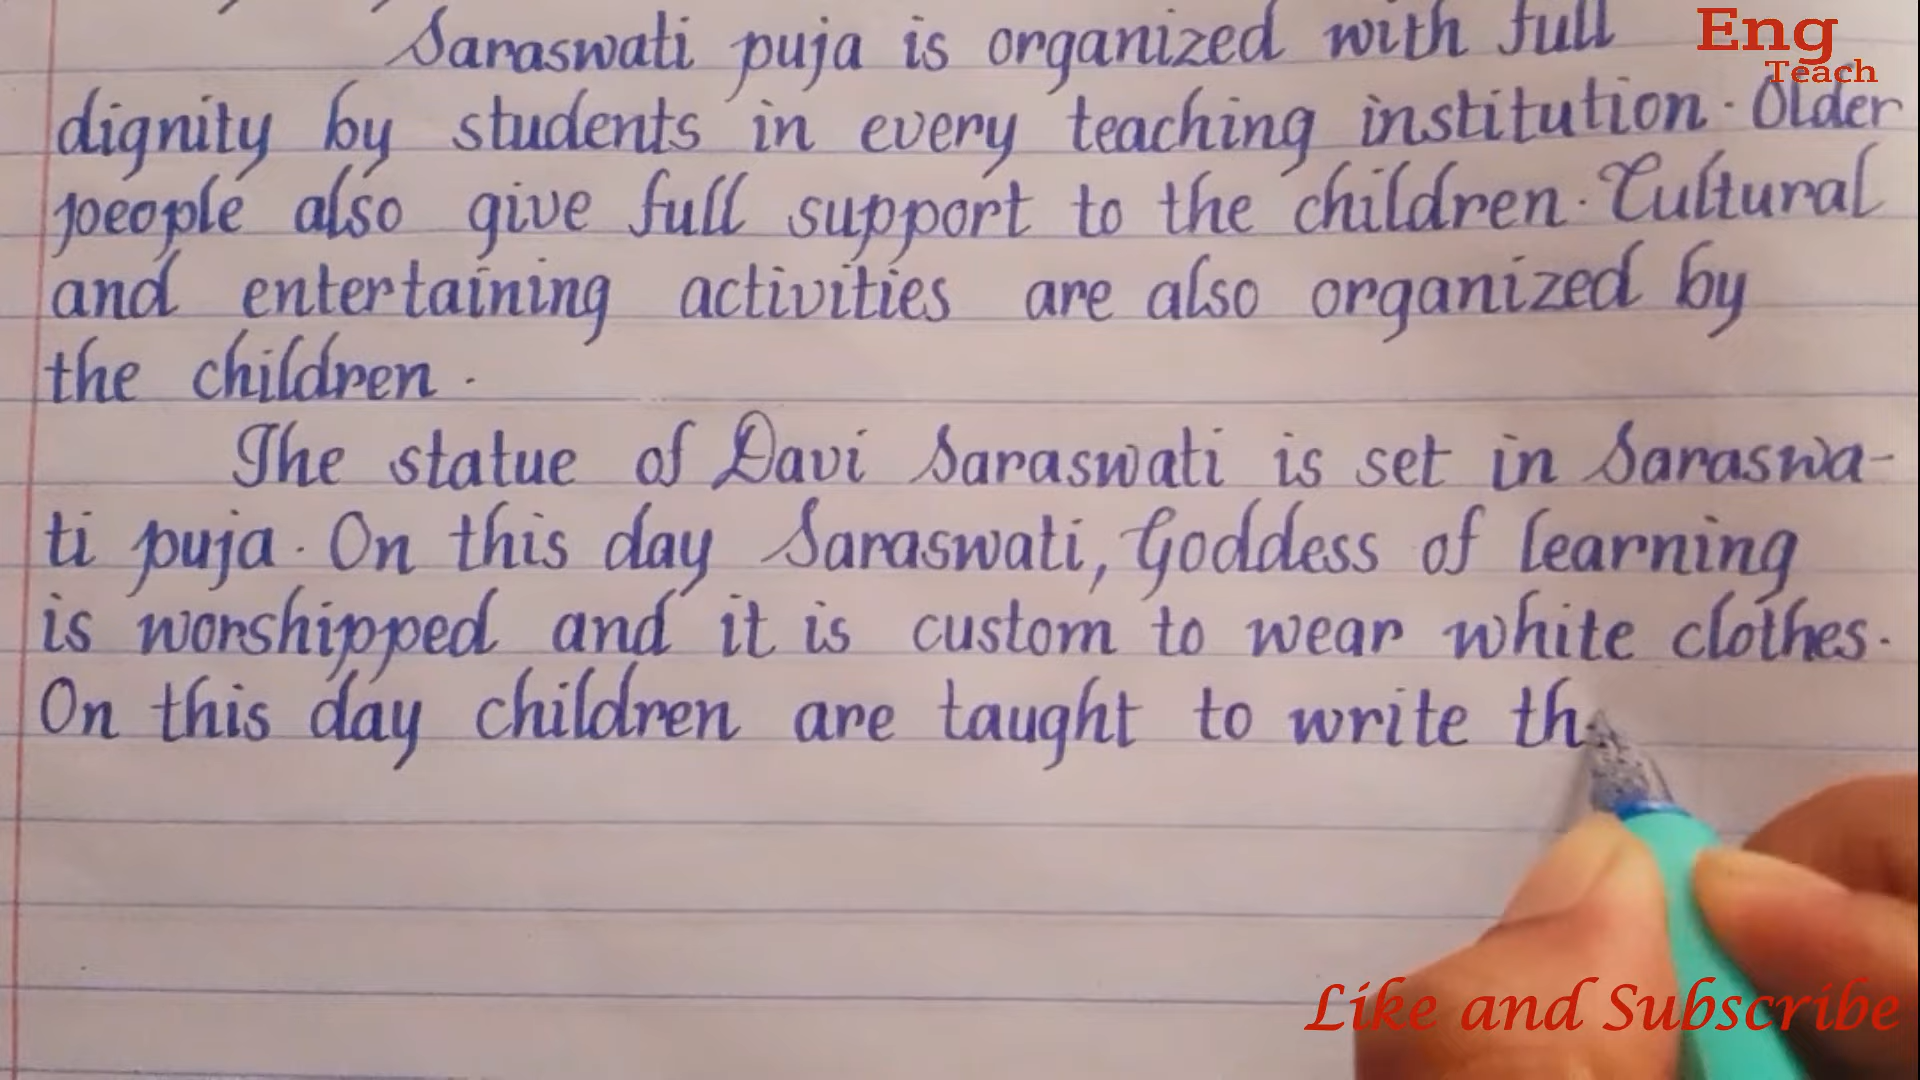 Saraswati puja is organized with full
Eng
Teach
dignity by students in every teaching institution. Older
people also give full support to the children. Cultural
and entertaining activities are also organized by
the children.
The statue of Davi Saraswati is set in Saraswa-
ti puja. On this day Saraswati, Goddess of learning
is worshipped and it is custom to wear white clothes.
On this day children are taught to write th
Like and Subscribe